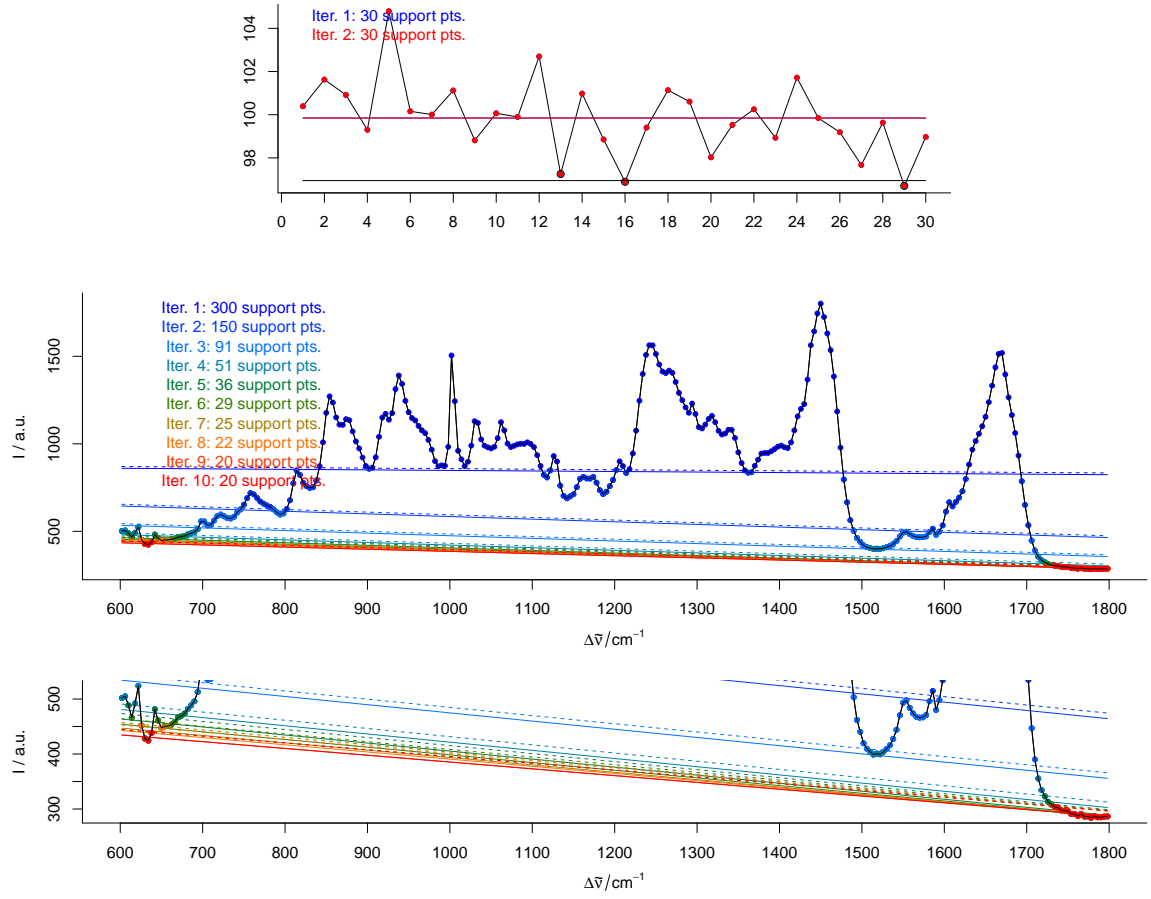 Iter. 1: 30 support pts.
Iter. 2: 30 support pts.
104
102
100
98
0 2 4 6 8 10 12 14 16 18 20 22 24 26 28 30
Iter. 1: 300 support pts.
Iter. 2: 150 support pts.
Iter. 3: 91 support pts.
Iter. 4: 51 support pts.
Iter. 5: 36 support pts.
Iter. 6: 29 support pts.
Iter. 7: 25 support pts.
Iter. 8: 22 support pts.
Iter. 9: 20 support pts.
Iter. 10: 20 support pts.
I / a.u.
1500
1000
500
600 700 800 900 1000 1100 1200 1300 1400 1500 1600 1700 1800
Δν̃/cm⁻¹
I / a.u.
500
400
300
600 700 800 900 1000 1100 1200 1300 1400 1500 1600 1700 1800
Δν̃/cm⁻¹